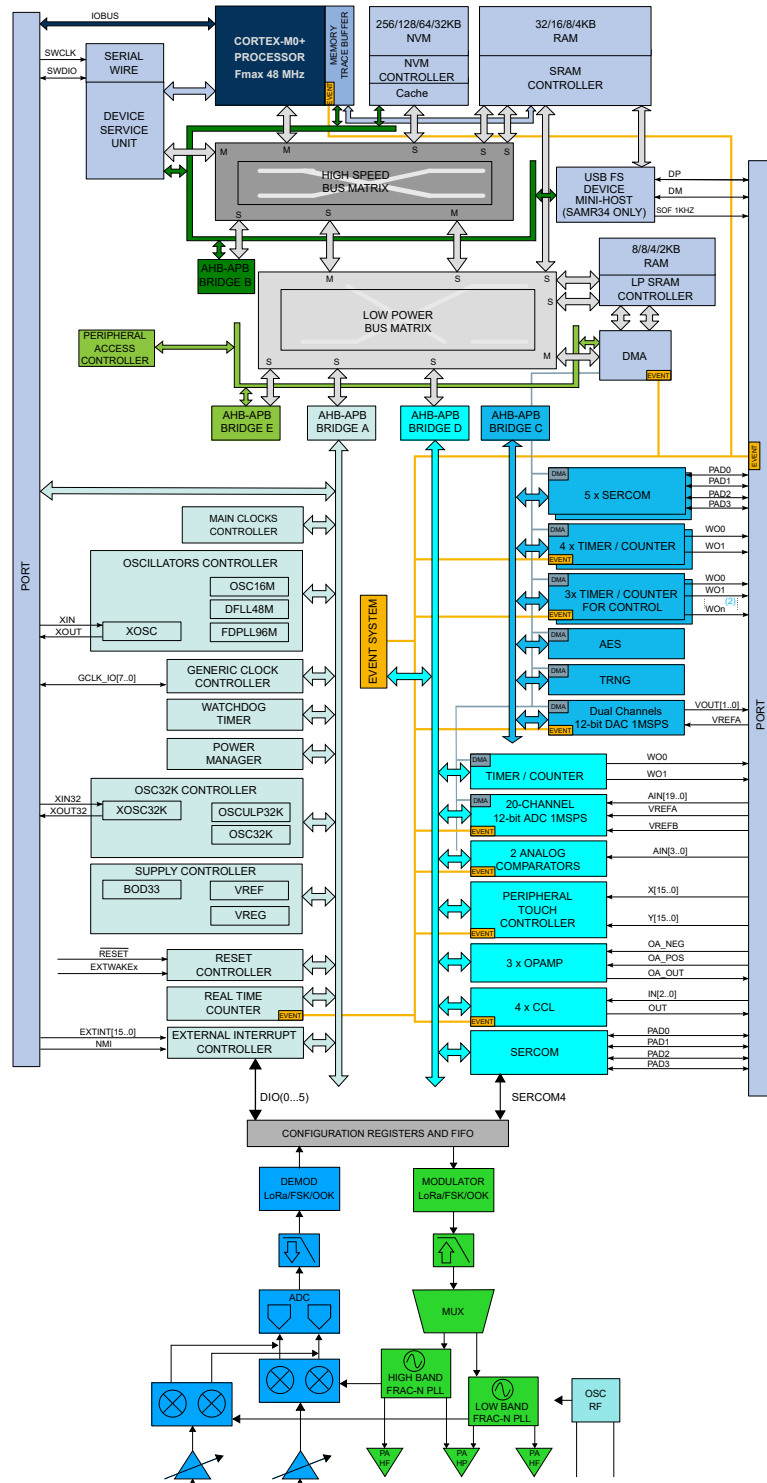 IOBUS
SWCLK
SWDIO
SERIAL
WIRE
DEVICE
SERVICE
UNIT
CORTEX-M0+
PROCESSOR
Fmax 48 MHz
MEMORY
TRACE BUFFER
EVENT
256/128/64/32KB
NVM
NVM
CONTROLLER
Cache
32/16/8/4KB
RAM
SRAM
CONTROLLER
M
M
S
S
S
HIGH SPEED
BUS MATRIX
S
S
M
USB FS
DEVICE
MINI-HOST
(SAMR34 ONLY)
DP
DM
SOF 1KHZ
AHB-APB
BRIDGE B
8/8/4/2KB
RAM
LP SRAM
CONTROLLER
M
S
S
S
S
LOW POWER
BUS MATRIX
M
S
S
S
PERIPHERAL
ACCESS
CONTROLLER
DMA
EVENT
AHB-APB
BRIDGE E
AHB-APB
BRIDGE A
AHB-APB
BRIDGE D
AHB-APB
BRIDGE C
EVENT
PORT
PORT
DMA
5 x SERCOM
PAD0
PAD1
PAD2
PAD3
MAIN CLOCKS
CONTROLLER
DMA
4 x TIMER / COUNTER
EVENT
WO0
WO1
OSCILLATORS CONTROLLER
OSC16M
DFLL48M
XOSC
FDPLL96M
XIN
XOUT
DMA
3x TIMER / COUNTER
FOR CONTROL
EVENT
WO0
WO1
(2)
WOn
EVENT SYSTEM
DMA
AES
GCLK_IO[7..0]
GENERIC CLOCK
CONTROLLER
DMA
TRNG
WATCHDOG
TIMER
DMA
Dual Channels
12-bit DAC 1MSPS
EVENT
VOUT[1..0]
VREFA
POWER
MANAGER
DMA
TIMER / COUNTER
WO0
WO1
OSC32K CONTROLLER
XOSC32K
OSCULP32K
OSC32K
XIN32
XOUT32
DMA
20-CHANNEL
12-bit ADC 1MSPS
EVENT
AIN[19..0]
VREFA
VREFB
2 ANALOG
COMPARATORS
EVENT
AIN[3..0]
SUPPLY CONTROLLER
BOD33
VREF
VREG
PERIPHERAL
TOUCH
CONTROLLER
EVENT
X[15..0]
Y[15..0]
RESET
EXTWAKEx
RESET
CONTROLLER
3 x OPAMP
OA_NEG
OA_POS
OA_OUT
REAL TIME
COUNTER
EVENT
4 x CCL
EVENT
IN[2..0]
OUT
EXTINT[15..0]
NMI
EXTERNAL INTERRUPT
CONTROLLER
SERCOM
PAD0
PAD1
PAD2
PAD3
DIO(0...5)
SERCOM4
CONFIGURATION REGISTERS AND FIFO
DEMOD
LoRa/FSK/OOK
MODULATOR
LoRa/FSK/OOK
ADC
MUX
HIGH BAND
FRAC-N PLL
LOW BAND
FRAC-N PLL
OSC
RF
PA
HF
PA
HP
PA
HF